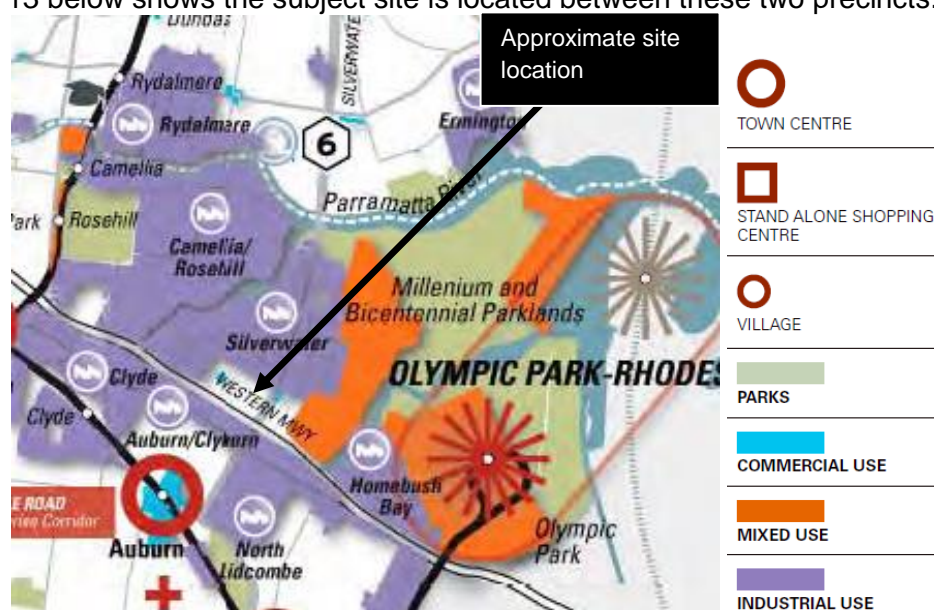 13 below shows the subject site is located between these two precincts.
Approximate site
location
Dundas
SILVERWATE
Rydalmere
Rydalmere
6
Ermington
Camellia
Parramatta River
ark
Rosehill
Camellia/
Rosehill
Millenium and
Bicentennial Parklands
Silverwater
OLYMPIC PARK-RHODES
Clyde
WESTERN MWY
Clyde
Auburn/Clyburn
Homebush
Bay
E ROAD
Corridor
Auburn
North
Lidcombe
Olympic
Park
TOWN CENTRE
STAND ALONE SHOPPING
CENTRE
VILLAGE
PARKS
COMMERCIAL USE
MIXED USE
INDUSTRIAL USE